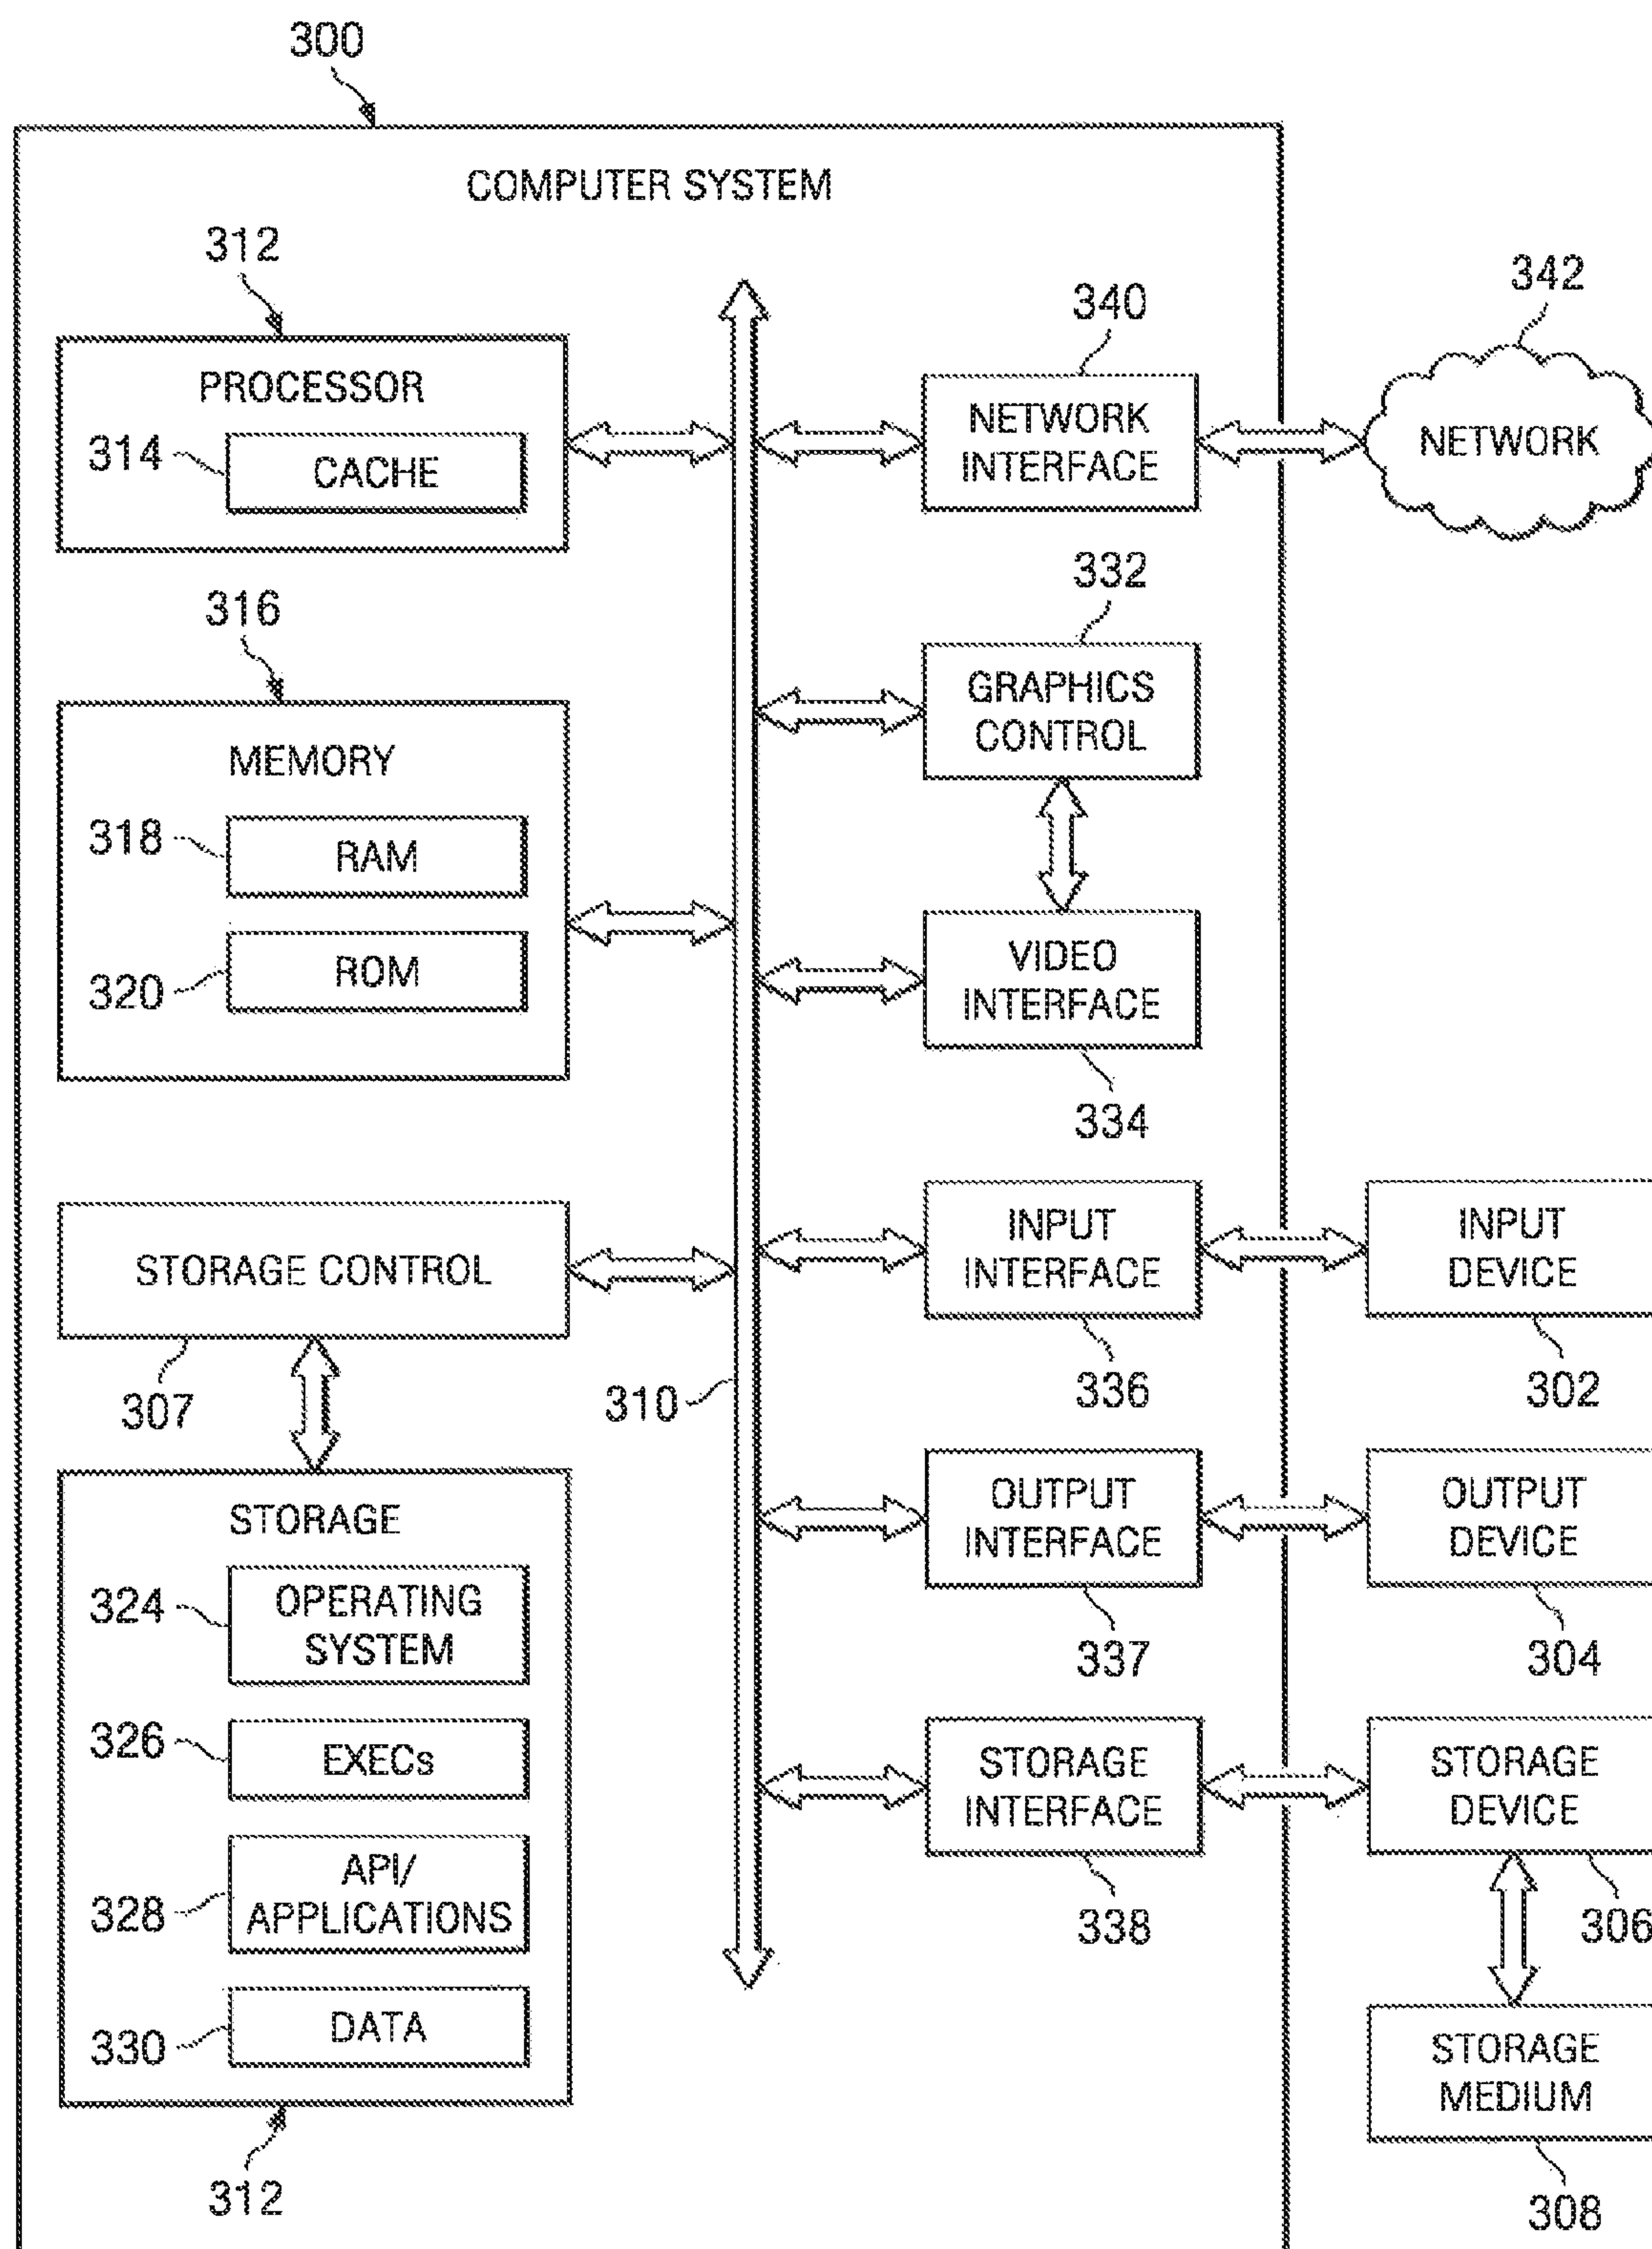 300
COMPUTER SYSTEM
312
PROCESSOR
314
CACHE
316
MEMORY
318
RAM
320
ROM
STORAGE CONTROL
307
310
STORAGE
324
OPERATING
SYSTEM
326
EXECs
328
API/
APPLICATIONS
330
DATA
312
340
NETWORK
INTERFACE
342
NETWORK
332
GRAPHICS
CONTROL
VIDEO
INTERFACE
334
INPUT
INTERFACE
336
INPUT
DEVICE
302
OUTPUT
INTERFACE
337
OUTPUT
DEVICE
304
STORAGE
INTERFACE
338
STORAGE
DEVICE
306
STORAGE
MEDIUM
308